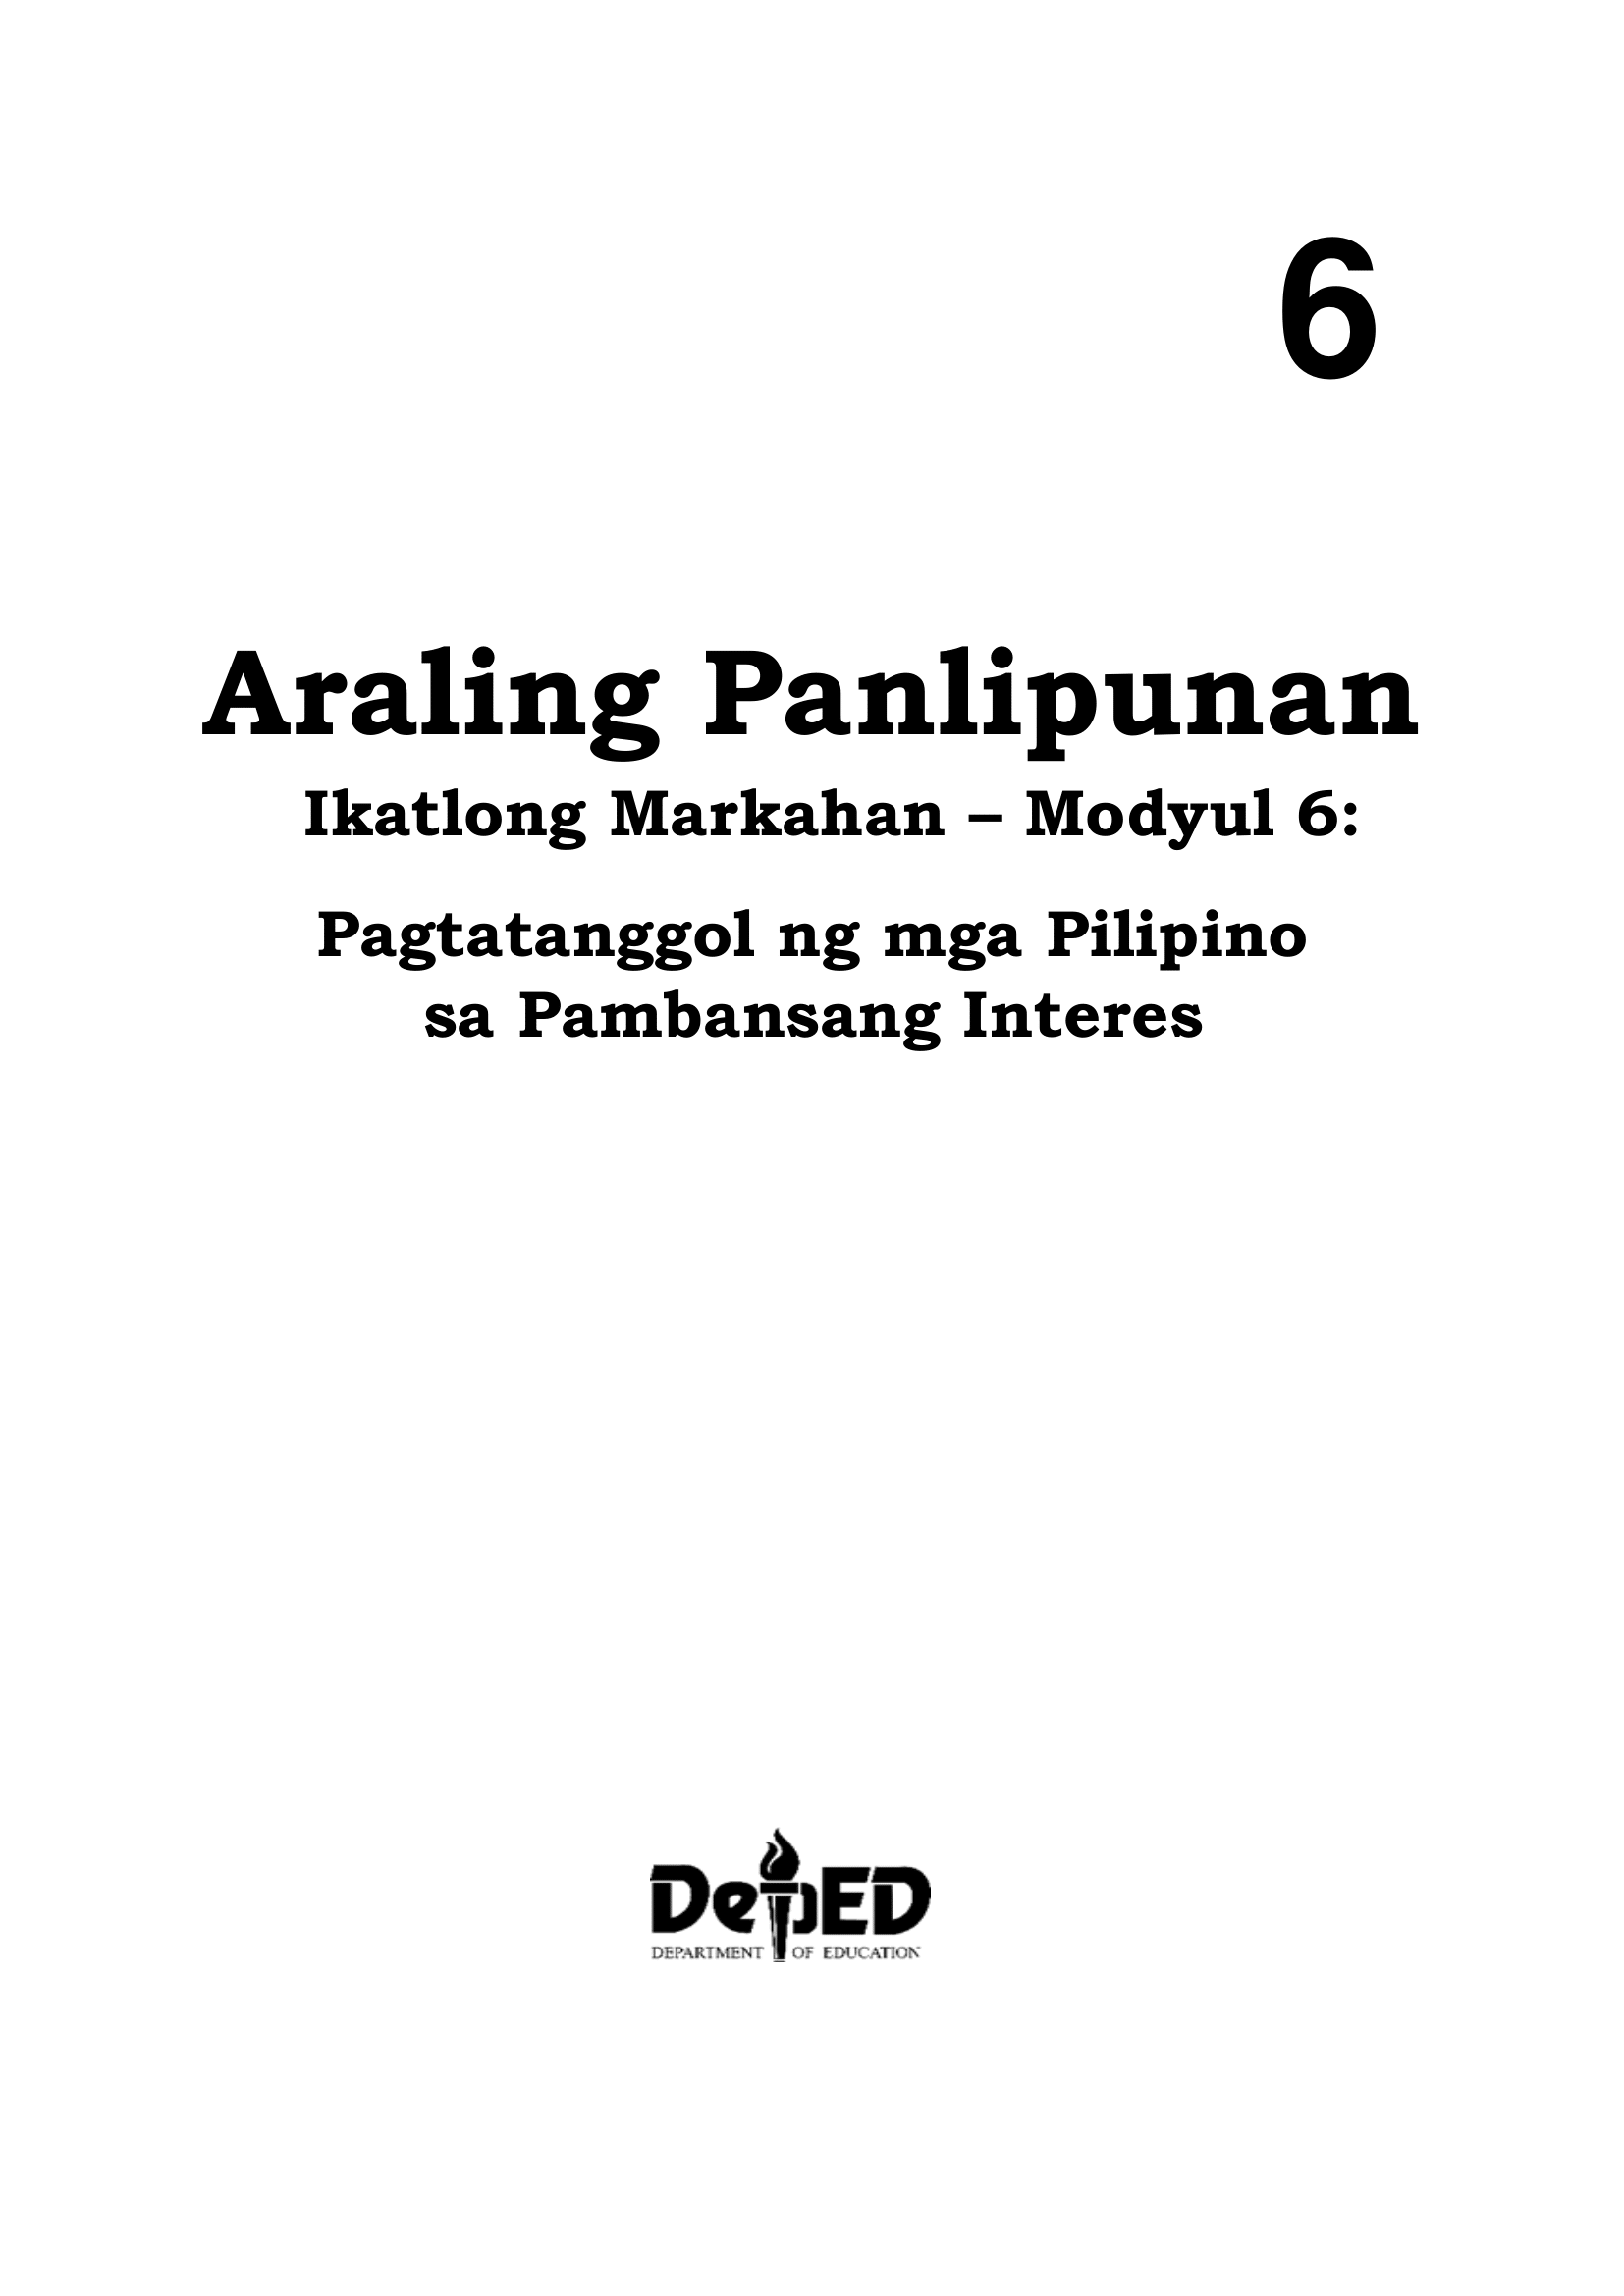 6
Araling Panlipunan
Ikatlong Markahan – Modyul 6:
Pagtatanggol ng mga Pilipino
sa Pambansang Interes
DepED
DEPARTMENT OF EDUCATION